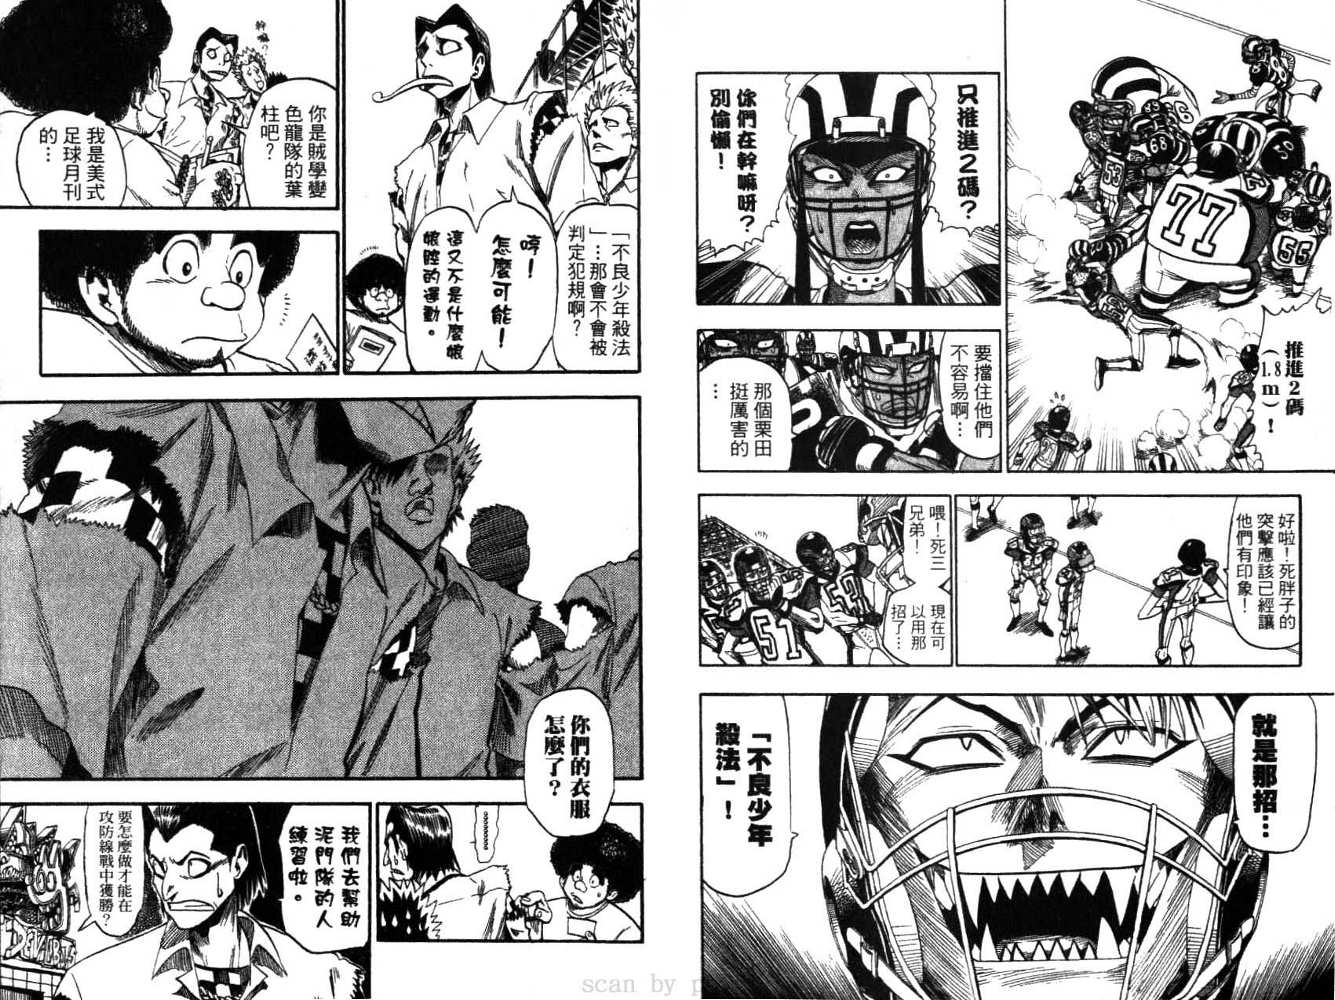 推進2碼
(1.8m)!
只推進2碼?
你們在幹嘛呀?
別偷懶!
要擋住他們
不容易啊…
那個栗田
挺厲害的
…
好啦!死胖子的
突擊應該已經讓
他們有印象!
喂!死三
兄弟!
現在可
以用那
招了…
就是那招…
「不良少年
殺法」!
77
68
53
55
53
51
「不良少年殺法
」…那會不會被
判定犯規啊?
哼!
怎麼可能!
這又不是什麼娘
娘腔的運動。
幹嘛?
你是賊學變
色龍隊的葉
柱吧?
我是美式
足球月刊
的…
你們的衣服
怎麼了?
………
我們去幫助
泥門隊的人
練習啦。
要怎麼做才能在
攻防線戰中獲勝?
scan by p